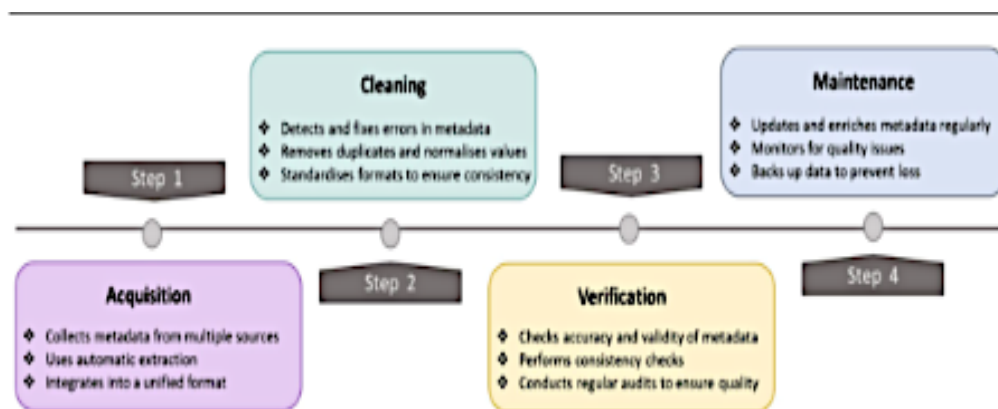 Step 1
Acquisition
❖ Collects metadata from multiple sources
❖ Uses automatic extraction
❖ Integrates into a unified format
Cleaning
❖ Detects and fixes errors in metadata
❖ Removes duplicates and normalises values
❖ Standardises formats to ensure consistency
Step 2
Step 3
Verification
❖ Checks accuracy and validity of metadata
❖ Performs consistency checks
❖ Conducts regular audits to ensure quality
Maintenance
❖ Updates and enriches metadata regularly
❖ Monitors for quality issues
❖ Backs up data to prevent loss
Step 4